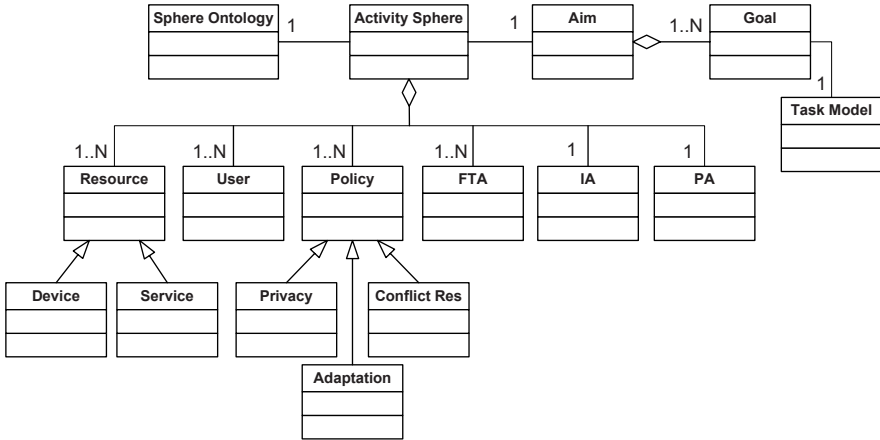 Sphere Ontology
1
Activity Sphere
1
Aim
1..N
Goal
1
Task Model
1..N
1..N
1..N
1..N
1
1
Resource
User
Policy
FTA
IA
PA
Device
Service
Privacy
Conflict Res
Adaptation